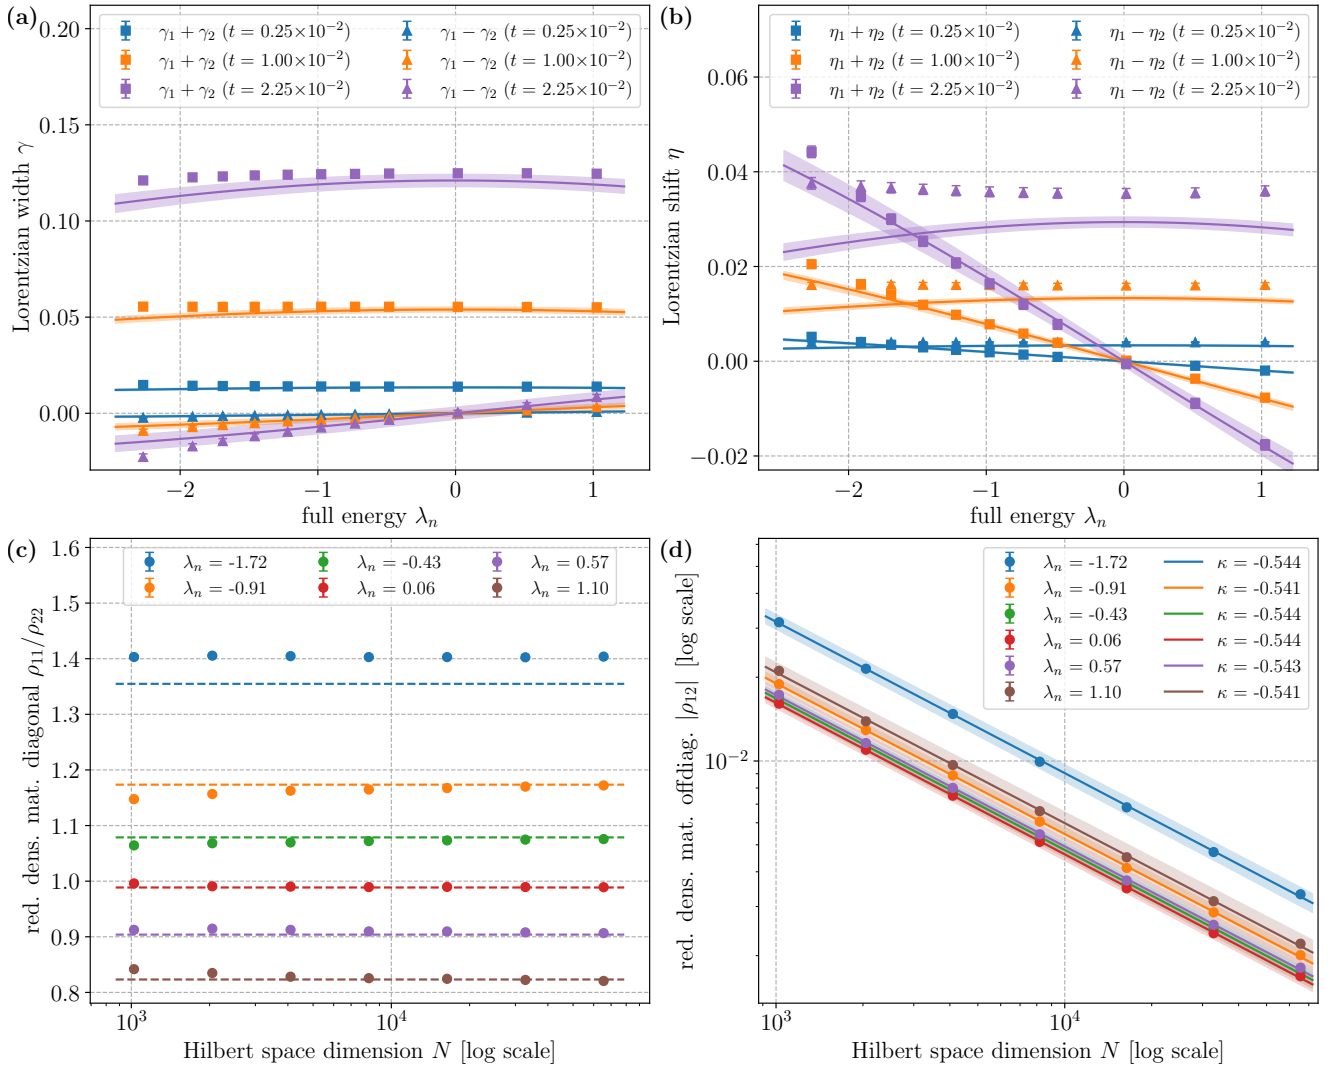 (a)
γ₁ + γ₂ (t = 0.25×10⁻²)
γ₁ + γ₂ (t = 1.00×10⁻²)
γ₁ + γ₂ (t = 2.25×10⁻²)
γ₁ − γ₂ (t = 0.25×10⁻²)
γ₁ − γ₂ (t = 1.00×10⁻²)
γ₁ − γ₂ (t = 2.25×10⁻²)
Lorentzian width γ
0.20
0.15
0.10
0.05
0.00
−2
−1
0
1
full energy λₙ
(b)
η₁ + η₂ (t = 0.25×10⁻²)
η₁ + η₂ (t = 1.00×10⁻²)
η₁ + η₂ (t = 2.25×10⁻²)
η₁ − η₂ (t = 0.25×10⁻²)
η₁ − η₂ (t = 1.00×10⁻²)
η₁ − η₂ (t = 2.25×10⁻²)
Lorentzian shift η
0.06
0.04
0.02
0.00
−0.02
−2
−1
0
1
full energy λₙ
(c)
λₙ = -1.72
λₙ = -0.91
λₙ = -0.43
λₙ = 0.06
λₙ = 0.57
λₙ = 1.10
red. dens. mat. diagonal ρ₁₁/ρ₂₂
1.6
1.5
1.4
1.3
1.2
1.1
1.0
0.9
0.8
10³
10⁴
Hilbert space dimension N [log scale]
(d)
λₙ = -1.72
λₙ = -0.91
λₙ = -0.43
λₙ = 0.06
λₙ = 0.57
λₙ = 1.10
κ = -0.544
κ = -0.541
κ = -0.544
κ = -0.544
κ = -0.543
κ = -0.541
red. dens. mat. offdiag. |ρ₁₂| [log scale]
10⁻²
10³
10⁴
Hilbert space dimension N [log scale]